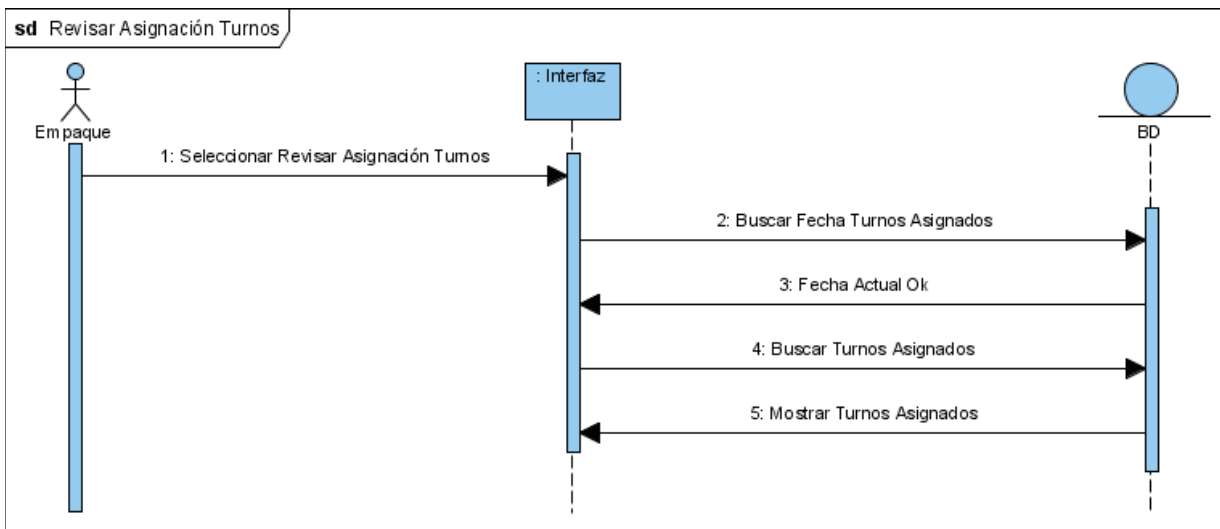 sd Revisar Asignación Turnos
: Interfaz
Empaque
BD
1: Seleccionar Revisar Asignación Turnos
2: Buscar Fecha Turnos Asignados
3: Fecha Actual Ok
4: Buscar Turnos Asignados
5: Mostrar Turnos Asignados